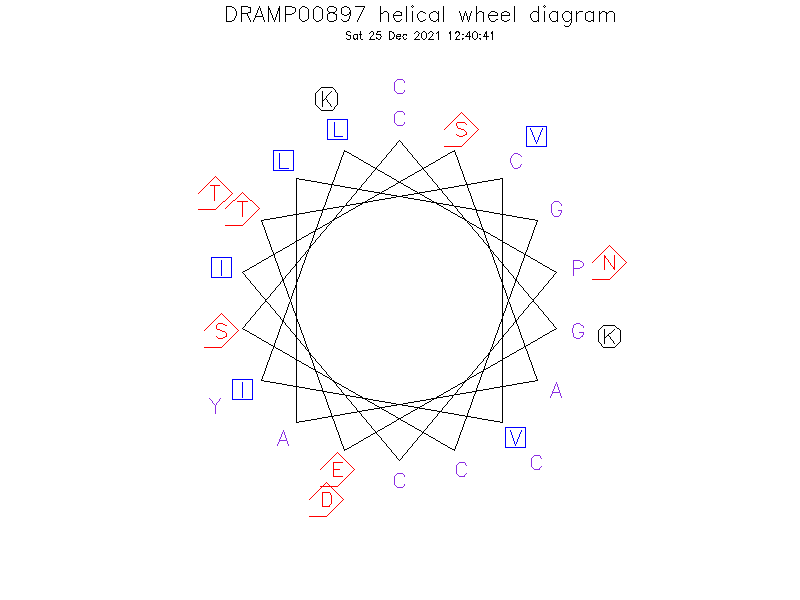 DRAMP00897 helical wheel diagram
Sat 25 Dec 2021 12:40:41
C
K
C
S
L
V
L
C
T
T
G
I
P
N
S
G
K
I
A
Y
A
V
C
E
C
C
D